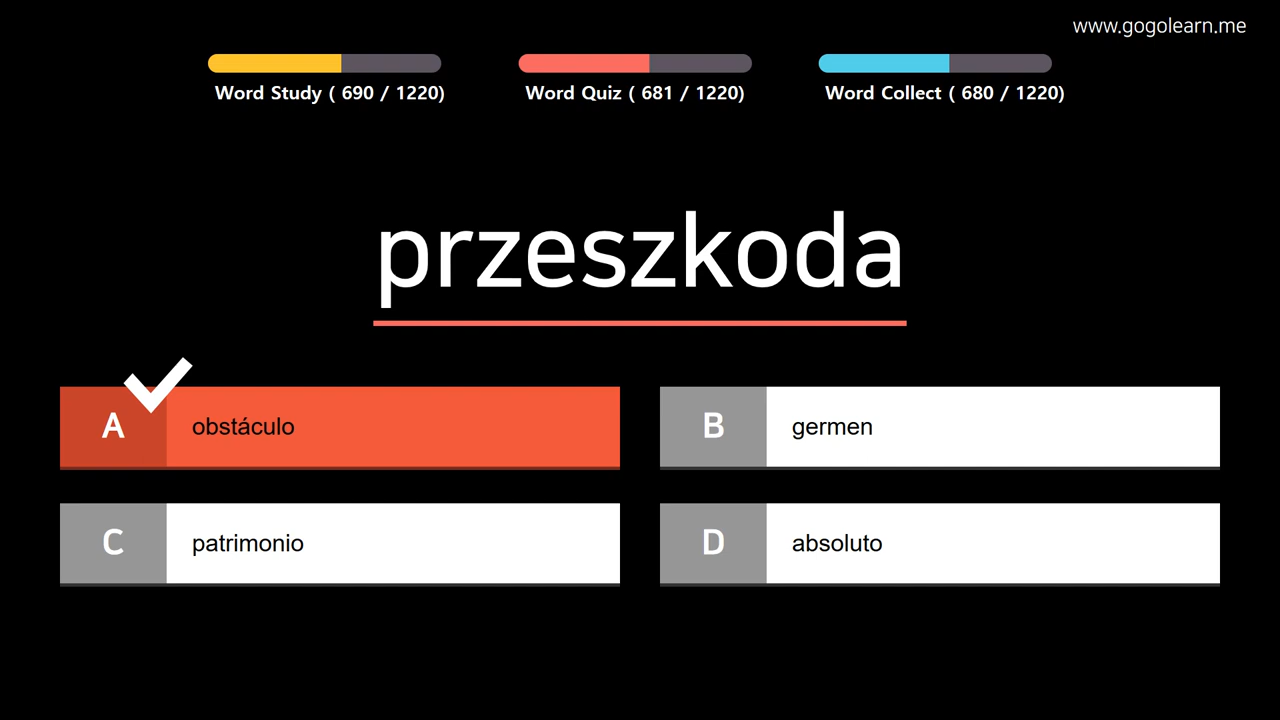 www.gogolearn.me
Word Study ( 690 / 1220)
Word Quiz ( 681 / 1220)
Word Collect ( 680 / 1220)
przeszkoda
A obstáculo
B germen
C patrimonio
D absoluto